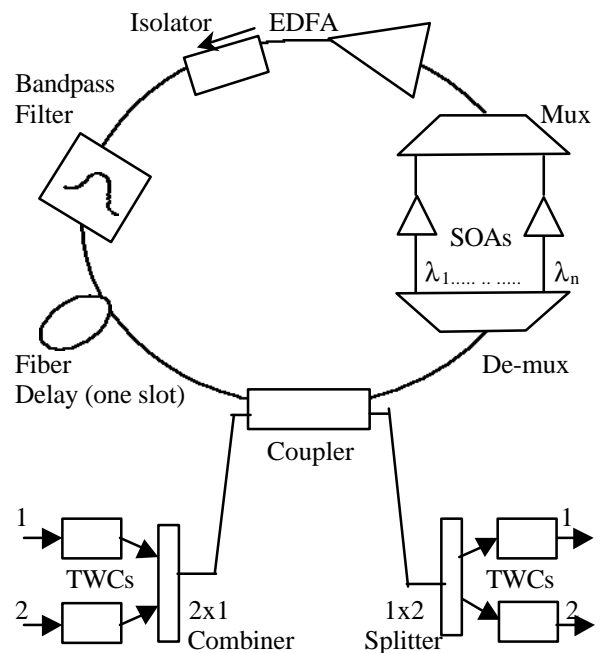 Isolator
EDFA
Bandpass
Filter
Mux
SOAs
λ1..... .. ..... λn
Fiber
Delay (one slot)
De-mux
Coupler
1
1
TWCs
TWCs
2
2x1
Combiner
1x2
Splitter
2